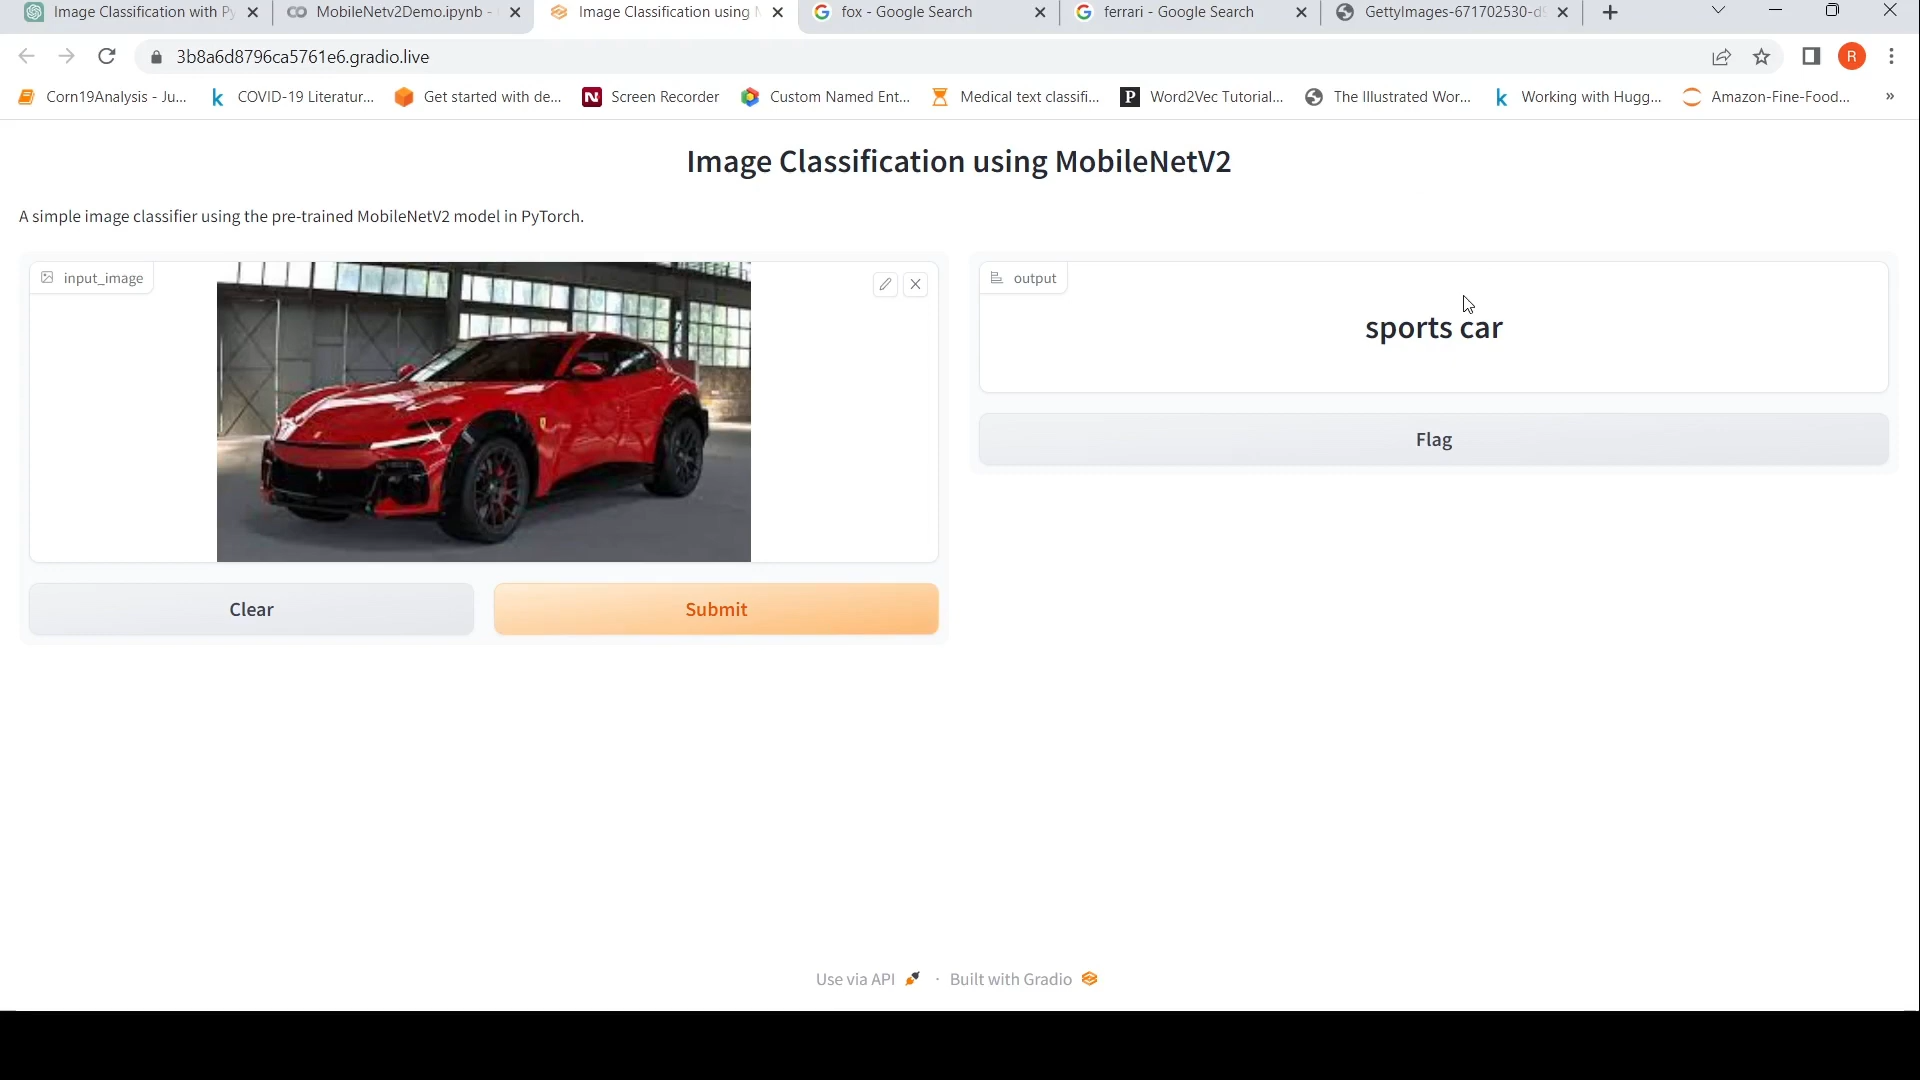 Image Classification with Py
MobileNetv2Demo.ipynb -
Image Classification using
fox - Google Search
ferrari - Google Search
GettyImages-671702530-d
3b8a6d8796ca5761e6.gradio.live
R
Corn19Analysis - Ju...
COVID-19 Literatur...
Get started with de...
N
Screen Recorder
Custom Named Ent...
Medical text classifi...
P
Word2Vec Tutorial...
The Illustrated Wor...
Working with Hugg...
Amazon-Fine-Food...
Image Classification using MobileNetV2
A simple image classifier using the pre-trained MobileNetV2 model in PyTorch.
input_image
output
sports car
Flag
Clear
Submit
Use via API · Built with Gradio